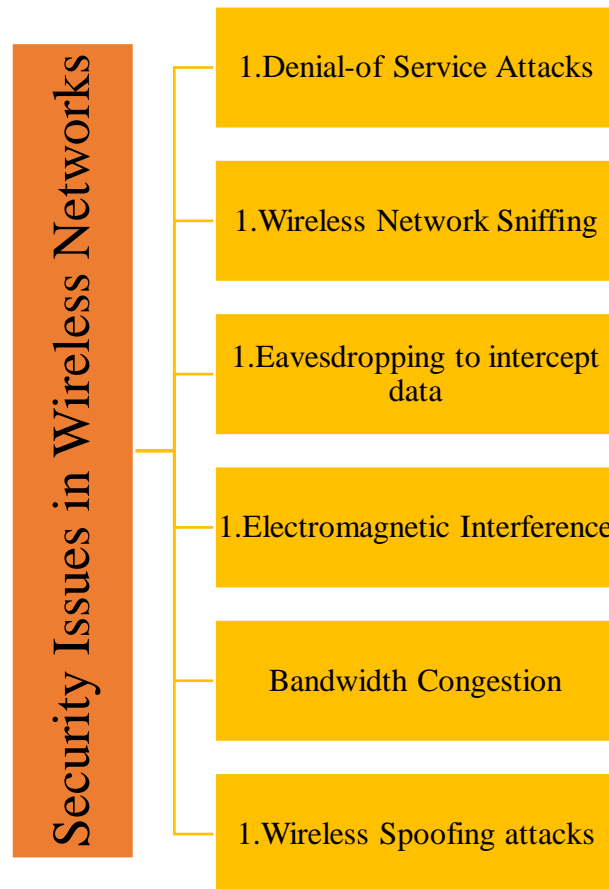 Security Issues in Wireless Networks
1.Denial-of Service Attacks
1.Wireless Network Sniffing
1.Eavesdropping to intercept
data
1.Electromagnetic Interference
Bandwidth Congestion
1.Wireless Spoofing attacks